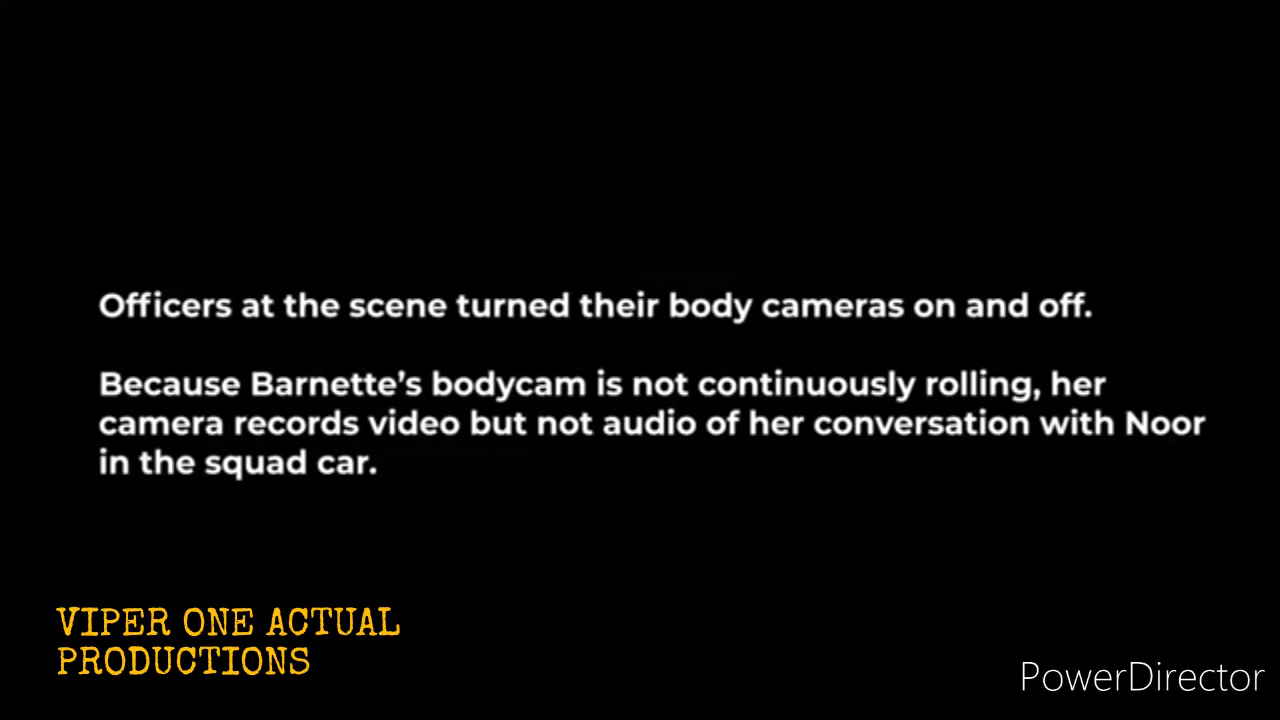 Officers at the scene turned their body cameras on and off.
Because Barnette’s bodycam is not continuously rolling, her
camera records video but not audio of her conversation with Noor
in the squad car.
VIPER ONE ACTUAL
PRODUCTIONS
PowerDirector